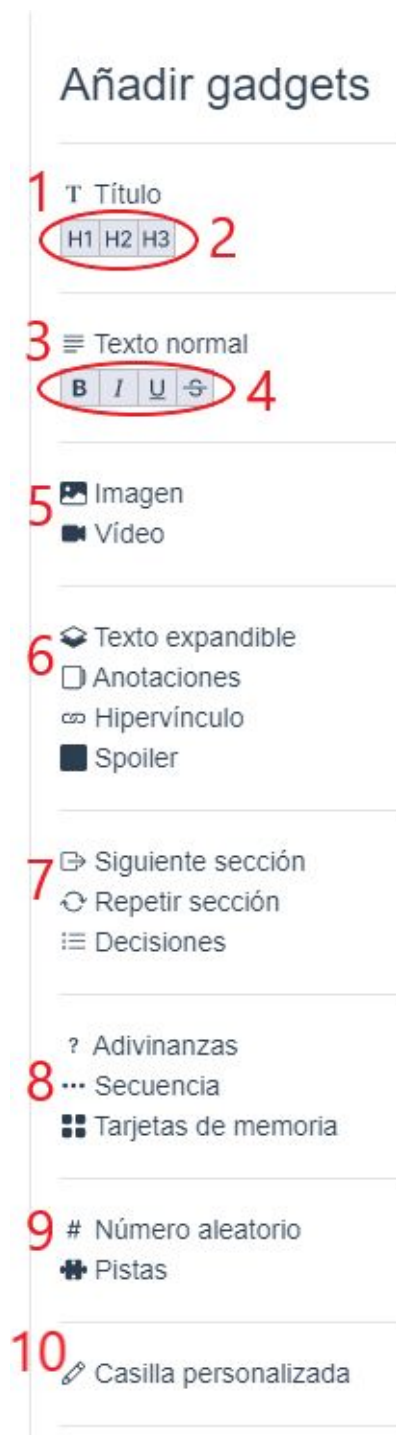 Añadir gadgets
1 T Título
H1 H2 H3 2
3 Texto normal
B I U S 4
5 Imagen
Vídeo
6 Texto expandible
Anotaciones
Hipervínculo
Spoiler
7 Siguiente sección
Repetir sección
Decisiones
? Adivinanzas
8 Secuencia
Tarjetas de memoria
9 # Número aleatorio
Pistas
10 Casilla personalizada